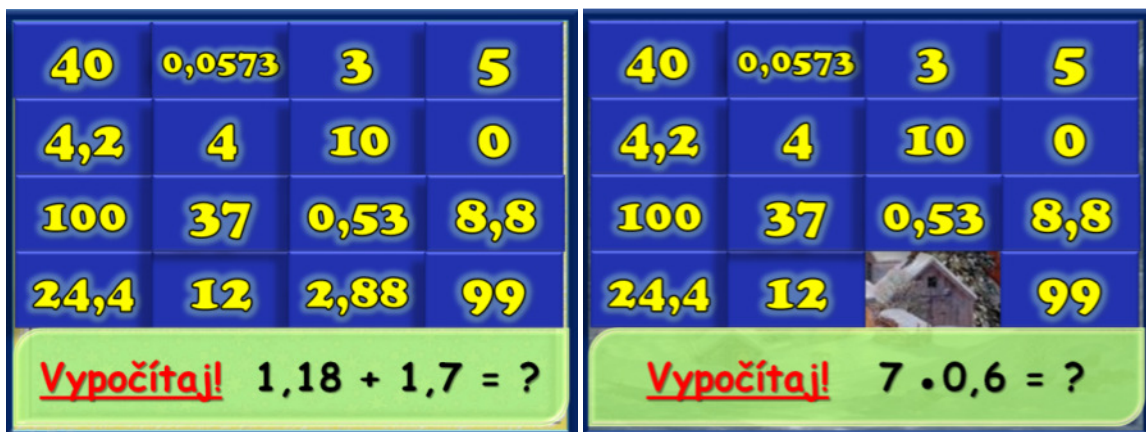 40 0,0573 3 5
4,2 4 10 0
100 37 0,53 8,8
24,4 12 2,88 99
Vypočítaj! 1,18 + 1,7 = ?
40 0,0573 3 5
4,2 4 10 0
100 37 0,53 8,8
24,4 12 99
Vypočítaj! 7 • 0,6 = ?